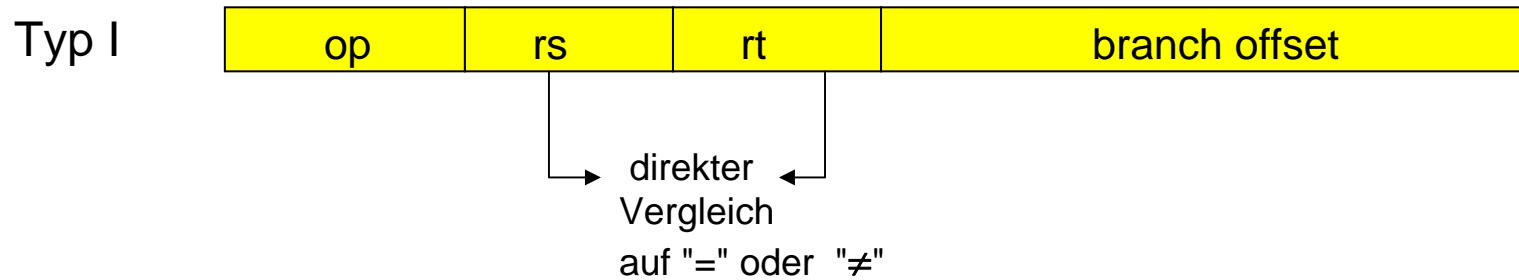 Typ I op rs rt branch offset
direkter
Vergleich
auf "=" oder "≠"